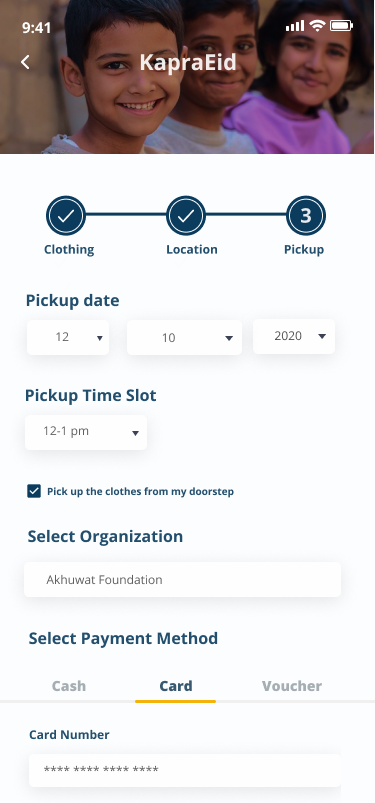 9:41
KapraEid
3
Clothing Location Pickup
Pickup date
12 10 2020
Pickup Time Slot
12-1 pm
Pick up the clothes from my doorstep
Select Organization
Akhuwat Foundation
Select Payment Method
Cash Card Voucher
Card Number
**** **** **** ****